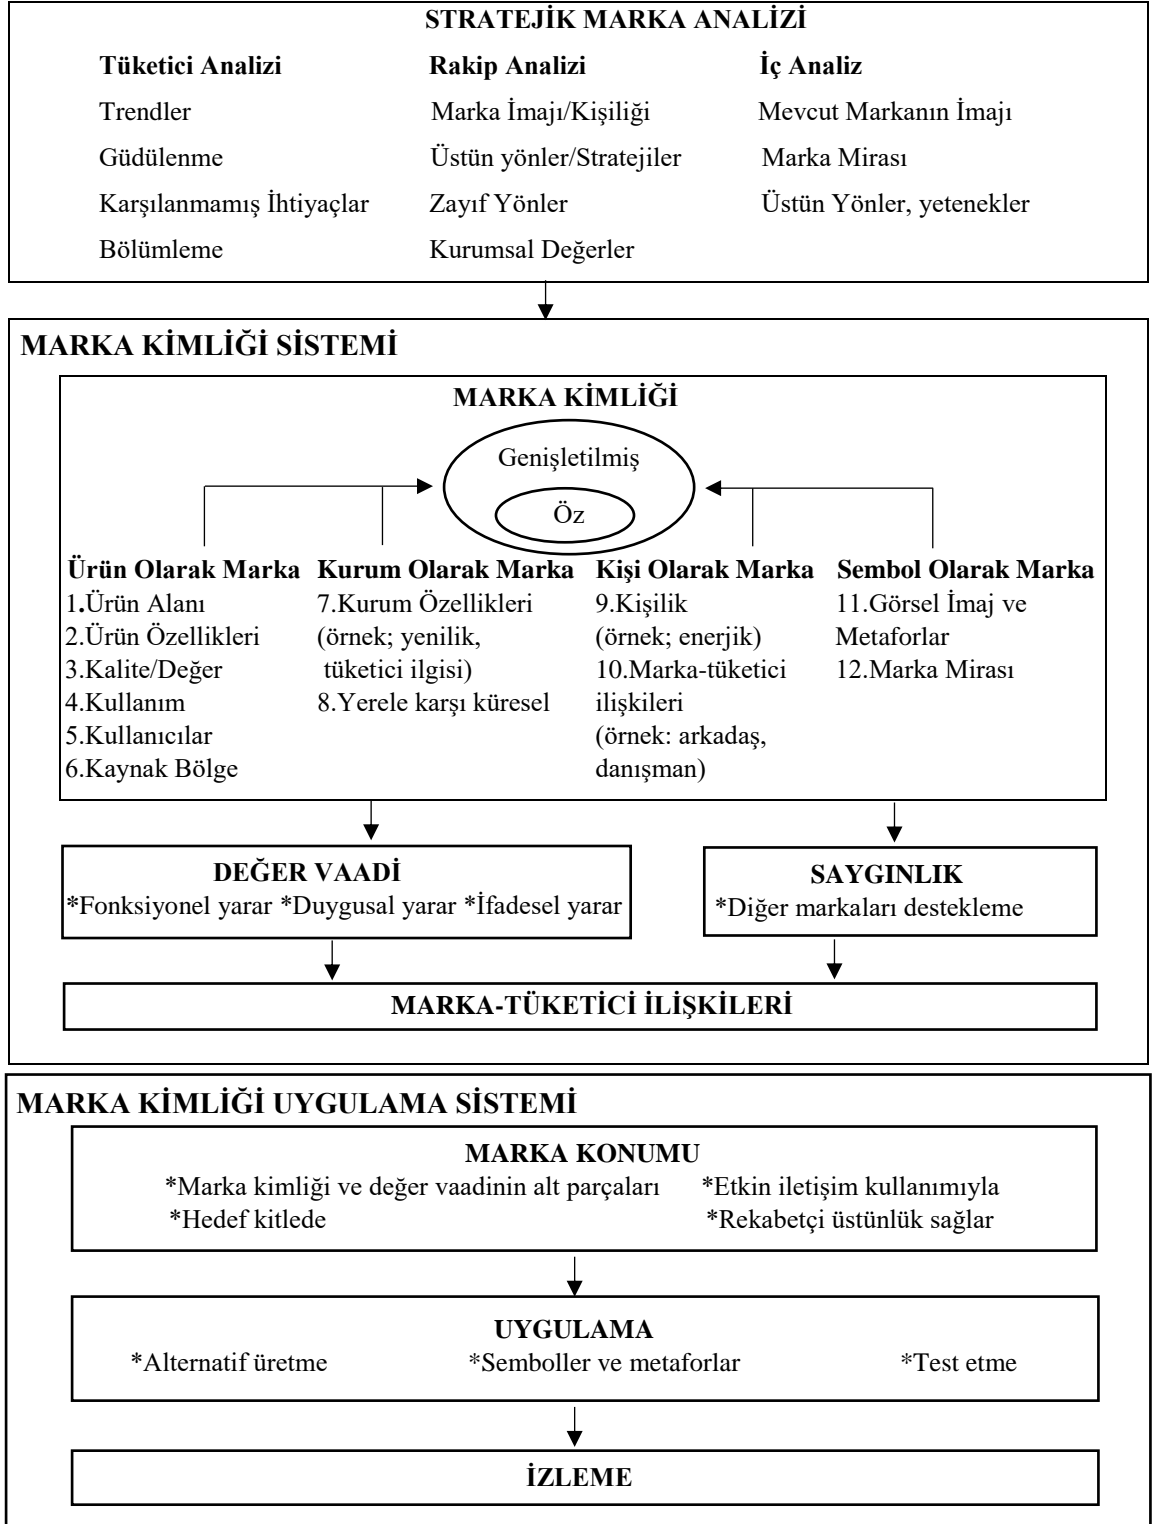 STRATEJİK MARKA ANALİZİ
Tüketici Analizi Rakip Analizi İç Analiz
Trendler Marka İmajı/Kişiliği Mevcut Markanın İmajı
Güdülenme Üstün yönler/Stratejiler Marka Mirası
Karşılanmamış İhtiyaçlar Zayıf Yönler Üstün Yönler, yetenekler
Bölümleme Kurumsal Değerler
MARKA KİMLİĞİ SİSTEMİ
MARKA KİMLİĞİ
Genişletilmiş
Öz
Ürün Olarak Marka
1.Ürün Alanı
2.Ürün Özellikleri
3.Kalite/Değer
4.Kullanım
5.Kullanıcılar
6.Kaynak Bölge
Kurum Olarak Marka
7.Kurum Özellikleri
(örnek; yenilik,
tüketici ilgisi)
8.Yerele karşı küresel
Kişi Olarak Marka
9.Kişilik
(örnek; enerjik)
10.Marka-tüketici
ilişkileri
(örnek: arkadaş,
danışman)
Sembol Olarak Marka
11.Görsel İmaj ve
Metaforlar
12.Marka Mirası
DEĞER VAADİ
*Fonksiyonel yarar *Duygusal yarar *İfadesel yarar
SAYGINLIK
*Diğer markaları destekleme
MARKA-TÜKETİCİ İLİŞKİLERİ
MARKA KİMLİĞİ UYGULAMA SİSTEMİ
MARKA KONUMU
*Marka kimliği ve değer vaadinin alt parçaları *Etkin iletişim kullanımıyla
*Hedef kitlede *Rekabetçi üstünlük sağlar
UYGULAMA
*Alternatif üretme *Semboller ve metaforlar *Test etme
İZLEME